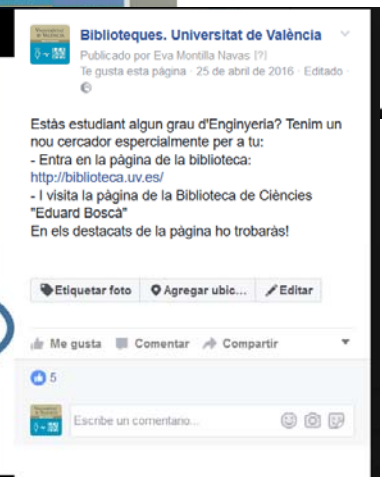 Biblioteques. Universitat de València
Publicado por Eva Montilla Navas [?]
Te gusta esta página · 25 de abril de 2016 · Editado ·
Estàs estudiant algun grau d'Enginyeria? Tenim un
nou cercador espercialmente per a tu:
- Entra en la pàgina de la biblioteca:
http://biblioteca.uv.es/
- I visita la pàgina de la Biblioteca de Ciències
"Eduard Boscà"
En els destacats de la pàgina ho trobaràs!
Etiquetar foto Agregar ubic... Editar
Me gusta Comentar Compartir
5
Escribe un comentario...